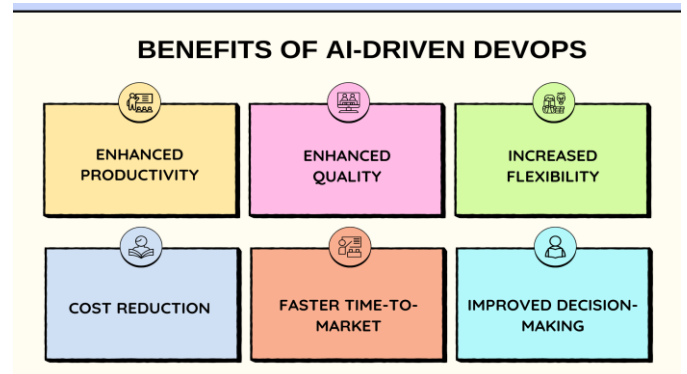 BENEFITS OF AI-DRIVEN DEVOPS
ENHANCED
PRODUCTIVITY
ENHANCED
QUALITY
INCREASED
FLEXIBILITY
COST REDUCTION
FASTER TIME-TO-
MARKET
IMPROVED DECISION-
MAKING